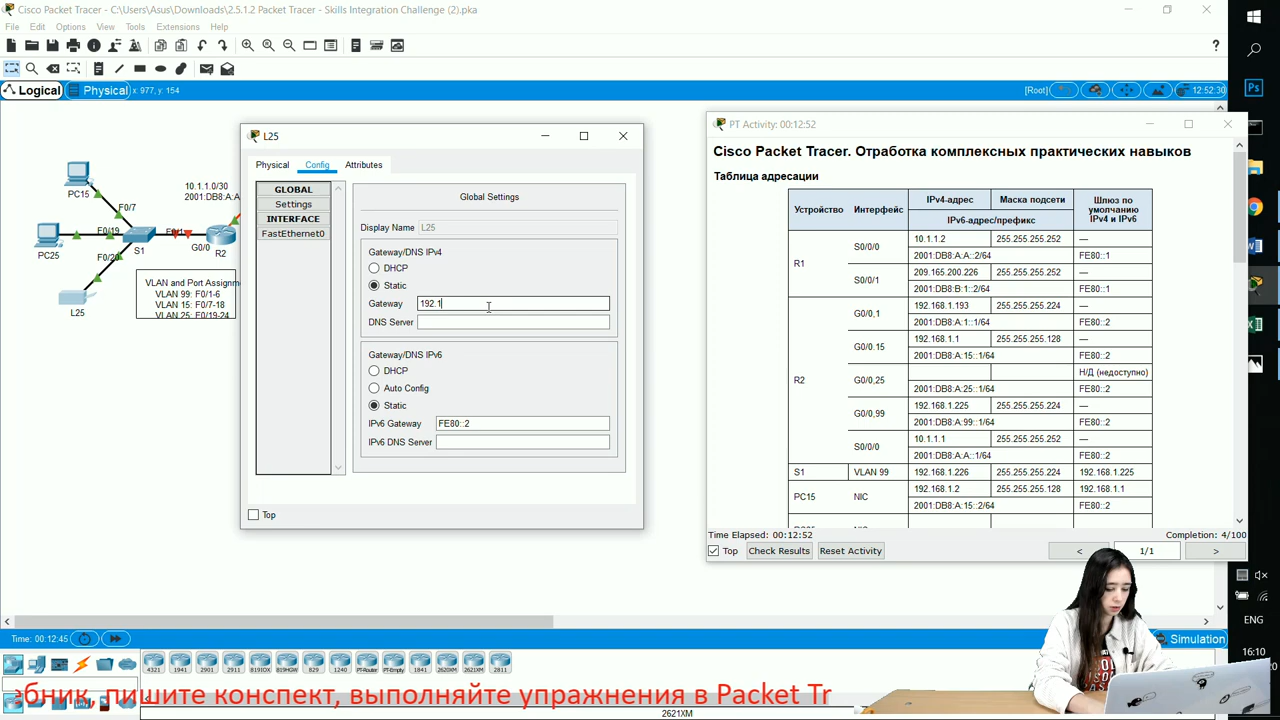 Cisco Packet Tracer - C:\Users\Asus\Downloads\2.5.1.2 Packet Tracer - Skills Integration Challenge (2).pka
File Edit Options View Tools Extensions Help
?
Logical Physical x: 977, y: 154
[Root] 12:52:30
L25
Physical Config Attributes
GLOBAL
Settings
INTERFACE
FastEthernet0
Global Settings
Display Name L25
Gateway/DNS IPv4
DHCP
Static
Gateway 192.1
DNS Server
Gateway/DNS IPv6
DHCP
Auto Config
Static
IPv6 Gateway FE80::2
IPv6 DNS Server
Top
PC15
F0/7
PC25
F0/19
F0/20
S1
G0/0
R2
L25
10.1.1.0/30
2001:DB8:A:A
VLAN and Port Assignm
VLAN 99: F0/1-6
VLAN 15: F0/7-18
VLAN 25: F0/19-24
PT Activity: 00:12:52
Cisco Packet Tracer. Отработка комплексных практических навыков
Таблица адресации
Устройство Интерфейс IPv4-адрес Маска подсети Шлюз по умолчанию IPv4 и IPv6
IPv6-адрес/префикс
R1 S0/0/0 10.1.1.2 255.255.255.252 —
2001:DB8:A:A::2/64 FE80::1
S0/0/1 209.165.200.226 255.255.255.252 —
2001:DB8:B:1::2/64 FE80::1
R2 G0/0,1 192.168.1.193 255.255.255.224 —
2001:DB8:A:1::1/64 FE80::2
G0/0.15 192.168.1.1 255.255.255.128 —
2001:DB8:A:15::1/64 FE80::2
G0/0,25 Н/Д (недоступно)
2001:DB8:A:25::1/64 FE80::2
G0/0,99 192.168.1.225 255.255.255.224 —
2001:DB8:A:99::1/64 FE80::2
S0/0/0 10.1.1.1 255.255.255.252 —
2001:DB8:A:A::1/64 FE80::2
S1 VLAN 99 192.168.1.226 255.255.255.224 192.168.1.225
PC15 NIC 192.168.1.2 255.255.255.128 192.168.1.1
2001:DB8:A:15::2/64 FE80::2
Time Elapsed: 00:12:52 Completion: 4/100
Top Check Results Reset Activity < 1/1 >
Time: 00:12:45
Simulation
4321 1941 2901 2911 819IOX 819HGW 829 1240 PT-Router PT-Empty 1841 2620XM 2621XM 2811
2621XM
бник, пишите конспект, выполняйте упражнения в Packet Tr
Ps
ENG
16:10